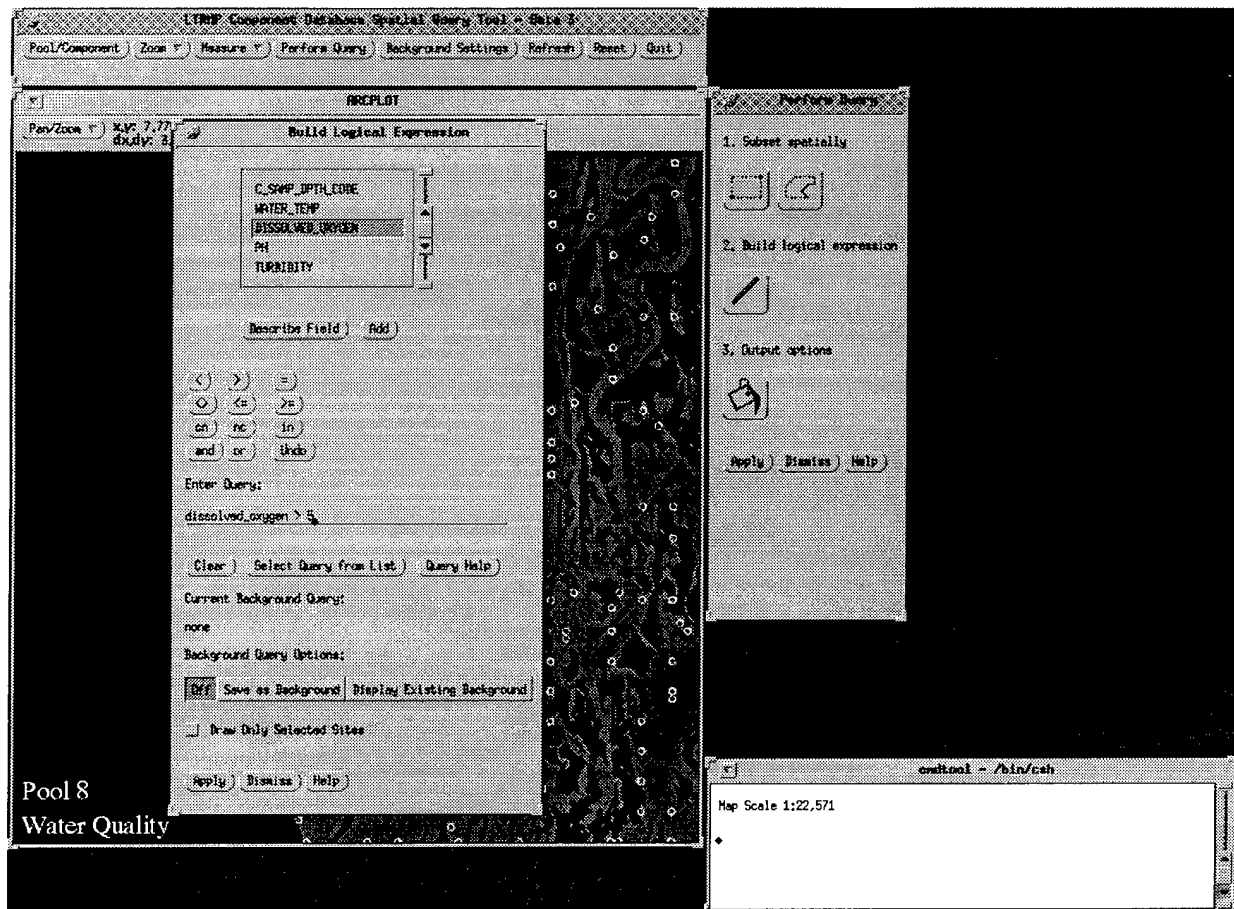 LTRMP Component Database Spatial Query Tool - Beta 3
Pool/Component Zoom Measure Perform Query Background Settings Refresh Reset Quit
ARCPLOT
Pan/Zoom x,y: 7,77
dx,dy: 3,
Build Logical Expression
C_SAMP_DPTH_CODE
WATER_TEMP
DISSOLVED_OXYGEN
PH
TURBIDITY
Describe Field Add
< > =
<> <= >=
cn nc in
and or Undo
Enter Query:
dissolved_oxygen > 5
Clear Select Query from List Query Help
Current Background Query:
none
Background Query Options:
Off Save as Background Display Existing Background
Draw Only Selected Sites
Apply Dismiss Help
Pool 8
Water Quality
Perform Query
1. Subset spatially
2. Build logical expression
3. Output options
Apply Dismiss Help
cmdtool - /bin/csh
Map Scale 1:22,571